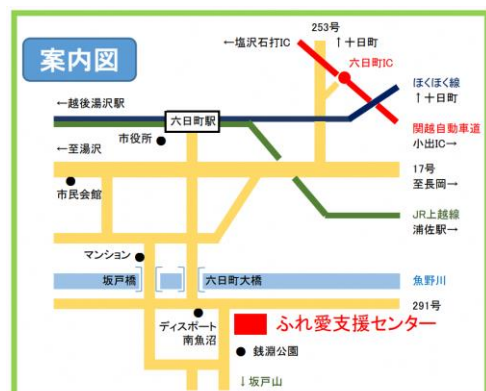 案内図
253号
←塩沢石打IC
↑十日町
六日町IC
ほくほく線
↑十日町
←越後湯沢駅
六日町駅
関越自動車道
小出IC→
市役所
←至湯沢
17号
至長岡→
市民会館
JR上越線
浦佐駅→
マンション
坂戸橋
六日町大橋
魚野川
291号
ディスポート
南魚沼
ふれ愛支援センター
銭淵公園
↓坂戸山